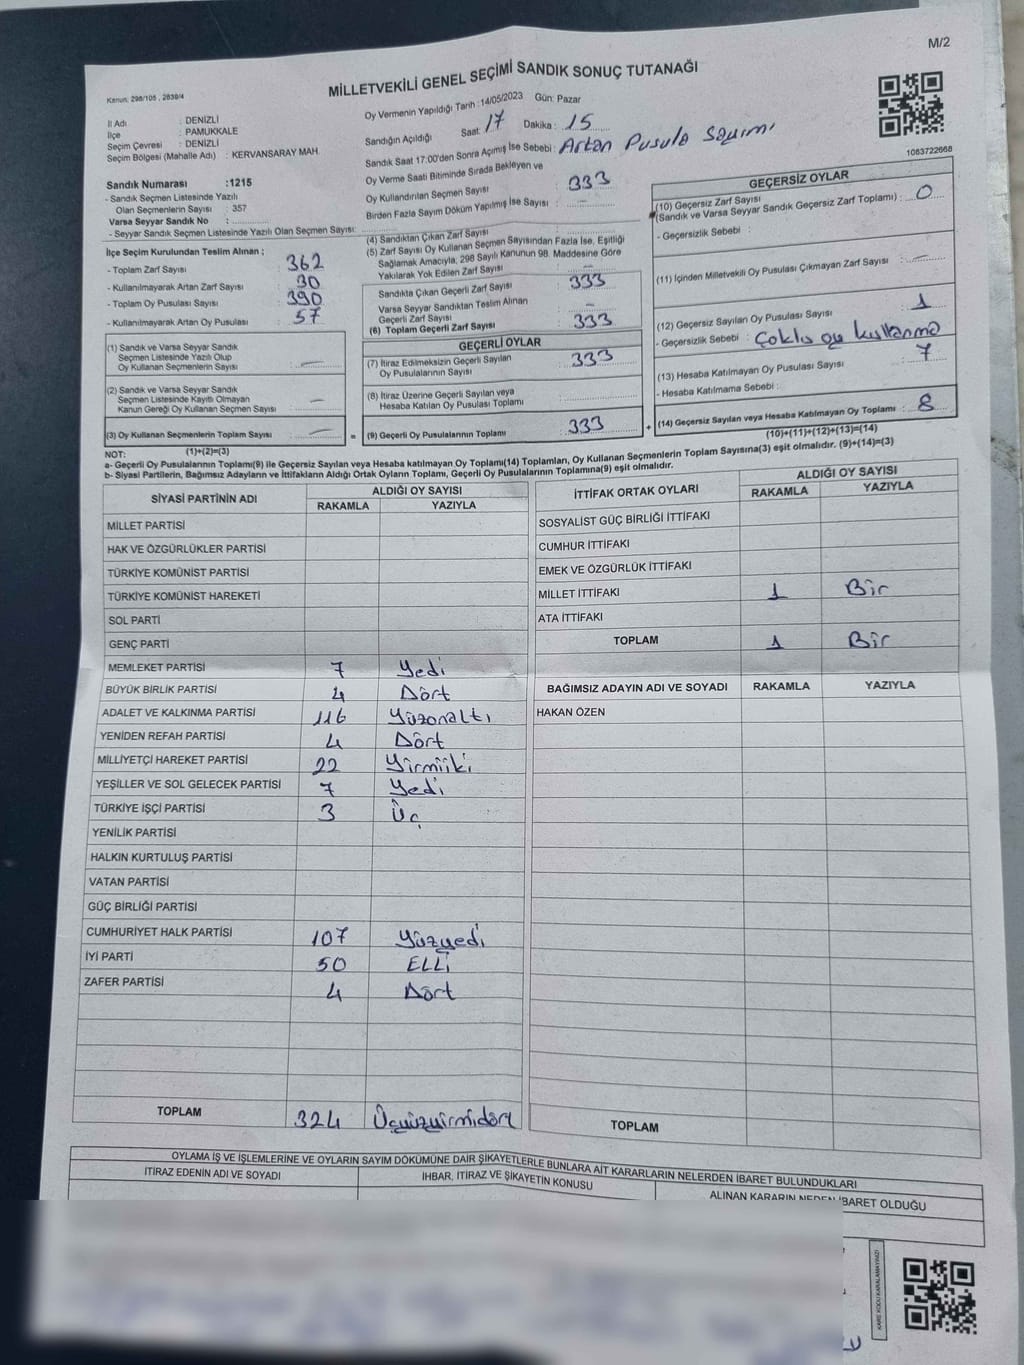 M/2
MİLLETVEKİLİ GENEL SEÇİMİ SANDIK SONUÇ TUTANAĞI
Kanun, 298/105 , 2839/4
İl Adı : DENİZLİ
İlçe : PAMUKKALE
Seçim Çevresi : DENİZLİ
Seçim Bölgesi (Mahalle Adı) : KERVANSARAY MAH.
Sandık Numarası :1215
- Sandık Seçmen Listesinde Yazılı
Olan Seçmenlerin Sayısı : 357
Varsa Seyyar Sandık No :
- Seyyar Sandık Seçmen Listesinde Yazılı Olan Seçmen Sayısı:
Oy Vermenin Yapıldığı Tarih :14/05/2023 Gün: Pazar
Sandığın Açıldığı Saat: 17 Dakika : 15
Sandık Saat 17:00'den Sonra Açımış İse Sebebi : Artan Pusula Sayımı
Oy Verme Saati Bitiminde Sırada Bekleyen ve
Oy Kullandırılan Seçmen Sayısı : 333
Birden Fazla Sayım Döküm Yapılmış İse Sayısı : —
1063722668
İlçe Seçim Kurulundan Teslim Alınan ;
- Toplam Zarf Sayısı : 362
- Kullanılmayarak Artan Zarf Sayısı : 30
- Toplam Oy Pusulası Sayısı : 390
- Kullanılmayarak Artan Oy Pusulası : 57
(1) Sandık ve Varsa Seyyar Sandık
Seçmen Listesinde Yazılı Olup
Oy Kullanan Seçmenlerin Sayısı : —
(2) Sandık ve Varsa Seyyar Sandık
Seçmen Listesinde Kayıtlı Olmayan
Kanun Gereği Oy Kullanan Seçmen Sayısı : —
(3) Oy Kullanan Seçmenlerin Toplam Sayısı : —
(1)+(2)=(3)
(4) Sandıktan Çıkan Zarf Sayısı :
(5) Zarf Sayısı Oy Kullanan Seçmen Sayısından Fazla İse, Eşitliği
Sağlamak Amacıyla, 298 Sayılı Kanunun 98. Maddesine Göre
Yakılarak Yok Edilen Zarf Sayısı : —
Sandıkta Çıkan Geçerli Zarf Sayısı : 333
Varsa Seyyar Sandıktan Teslim Alınan
Geçerli Zarf Sayısı : —
(6) Toplam Geçerli Zarf Sayısı : 333
GEÇERLİ OYLAR
(7) İtiraz Edilmeksizin Geçerli Sayılan
Oy Pusulalarının Sayısı : 333
(8) İtiraz Üzerine Geçerli Sayılan veya
Hesaba Katılan Oy Pusulası Toplamı :
= (9) Geçerli Oy Pusulalarının Toplamı : 333 +
GEÇERSİZ OYLAR
(10) Geçersiz Zarf Sayısı
(Sandık ve Varsa Seyyar Sandık Geçersiz Zarf Toplamı) : 0
- Geçersizlik Sebebi :
(11) İçinden Milletvekili Oy Pusulası Çıkmayan Zarf Sayısı : —
(12) Geçersiz Sayılan Oy Pusulası Sayısı : 1
- Geçersizlik Sebebi : Çoklu oy kullanma
(13) Hesaba Katılmayan Oy Pusulası Sayısı : 7
- Hesaba Katılmama Sebebi :
(14) Geçersiz Sayılan veya Hesaba Katılmayan Oy Toplamı : 8
(10)+(11)+(12)+(13)=(14)
NOT:
a- Geçerli Oy Pusulasının Toplamı(9) ile Geçersiz Sayılan veya Hesaba katılmayan Oy Toplamı(14) Toplamları, Oy Kullanan Seçmenlerin Toplam Sayısına(3) eşit olmalıdır. (9)+(14)=(3)
b- Siyasi Partilerin, Bağımsız Adayların ve İttifakların Aldığı Ortak Oyların Toplamı, Geçerli Oy Pusulalarının Toplamına(9) eşit olmalıdır.
SİYASİ PARTİNİN ADI ALDIĞI OY SAYISI
RAKAMLA YAZIYLA
MİLLET PARTİSİ
HAK VE ÖZGÜRLÜKLER PARTİSİ
TÜRKİYE KOMÜNİST PARTİSİ
TÜRKİYE KOMÜNİST HAREKETİ
SOL PARTİ
GENÇ PARTİ
MEMLEKET PARTİSİ 7 Yedi
BÜYÜK BİRLİK PARTİSİ 4 Dört
ADALET VE KALKINMA PARTİSİ 116 Yüzonaltı
YENİDEN REFAH PARTİSİ 4 Dört
MİLLİYETÇİ HAREKET PARTİSİ 22 Yirmiiki
YEŞİLLER VE SOL GELECEK PARTİSİ 7 Yedi
TÜRKİYE İŞÇİ PARTİSİ 3 Üç
YENİLİK PARTİSİ
HALKIN KURTULUŞ PARTİSİ
VATAN PARTİSİ
GÜÇ BİRLİĞİ PARTİSİ
CUMHURİYET HALK PARTİSİ 107 Yüzyedi
İYİ PARTİ 50 ELLİ
ZAFER PARTİSİ 4 Dört
TOPLAM 324 Üçyüzyirmidört
İTTİFAK ORTAK OYLARI ALDIĞI OY SAYISI
RAKAMLA YAZIYLA
SOSYALİST GÜÇ BİRLİĞİ İTTİFAKI
CUMHUR İTTİFAKI
EMEK VE ÖZGÜRLÜK İTTİFAKI
MİLLET İTTİFAKI 1 Bir
ATA İTTİFAKI
TOPLAM 1 Bir
BAĞIMSIZ ADAYIN ADI VE SOYADI RAKAMLA YAZIYLA
HAKAN ÖZEN
TOPLAM
OYLAMA İŞ VE İŞLEMLERİNE VE OYLARIN SAYIM DÖKÜMÜNE DAİR ŞİKAYETLERLE BUNLARA AİT KARARLARIN NELERDEN İBARET BULUNDUKLARI
İTİRAZ EDENİN ADI VE SOYADI İHBAR, İTİRAZ VE ŞİKAYETİN KONUSU ALINAN KARARIN NEDEN İBARET OLDUĞU
KARE KODU KARALAMAYINIZ!